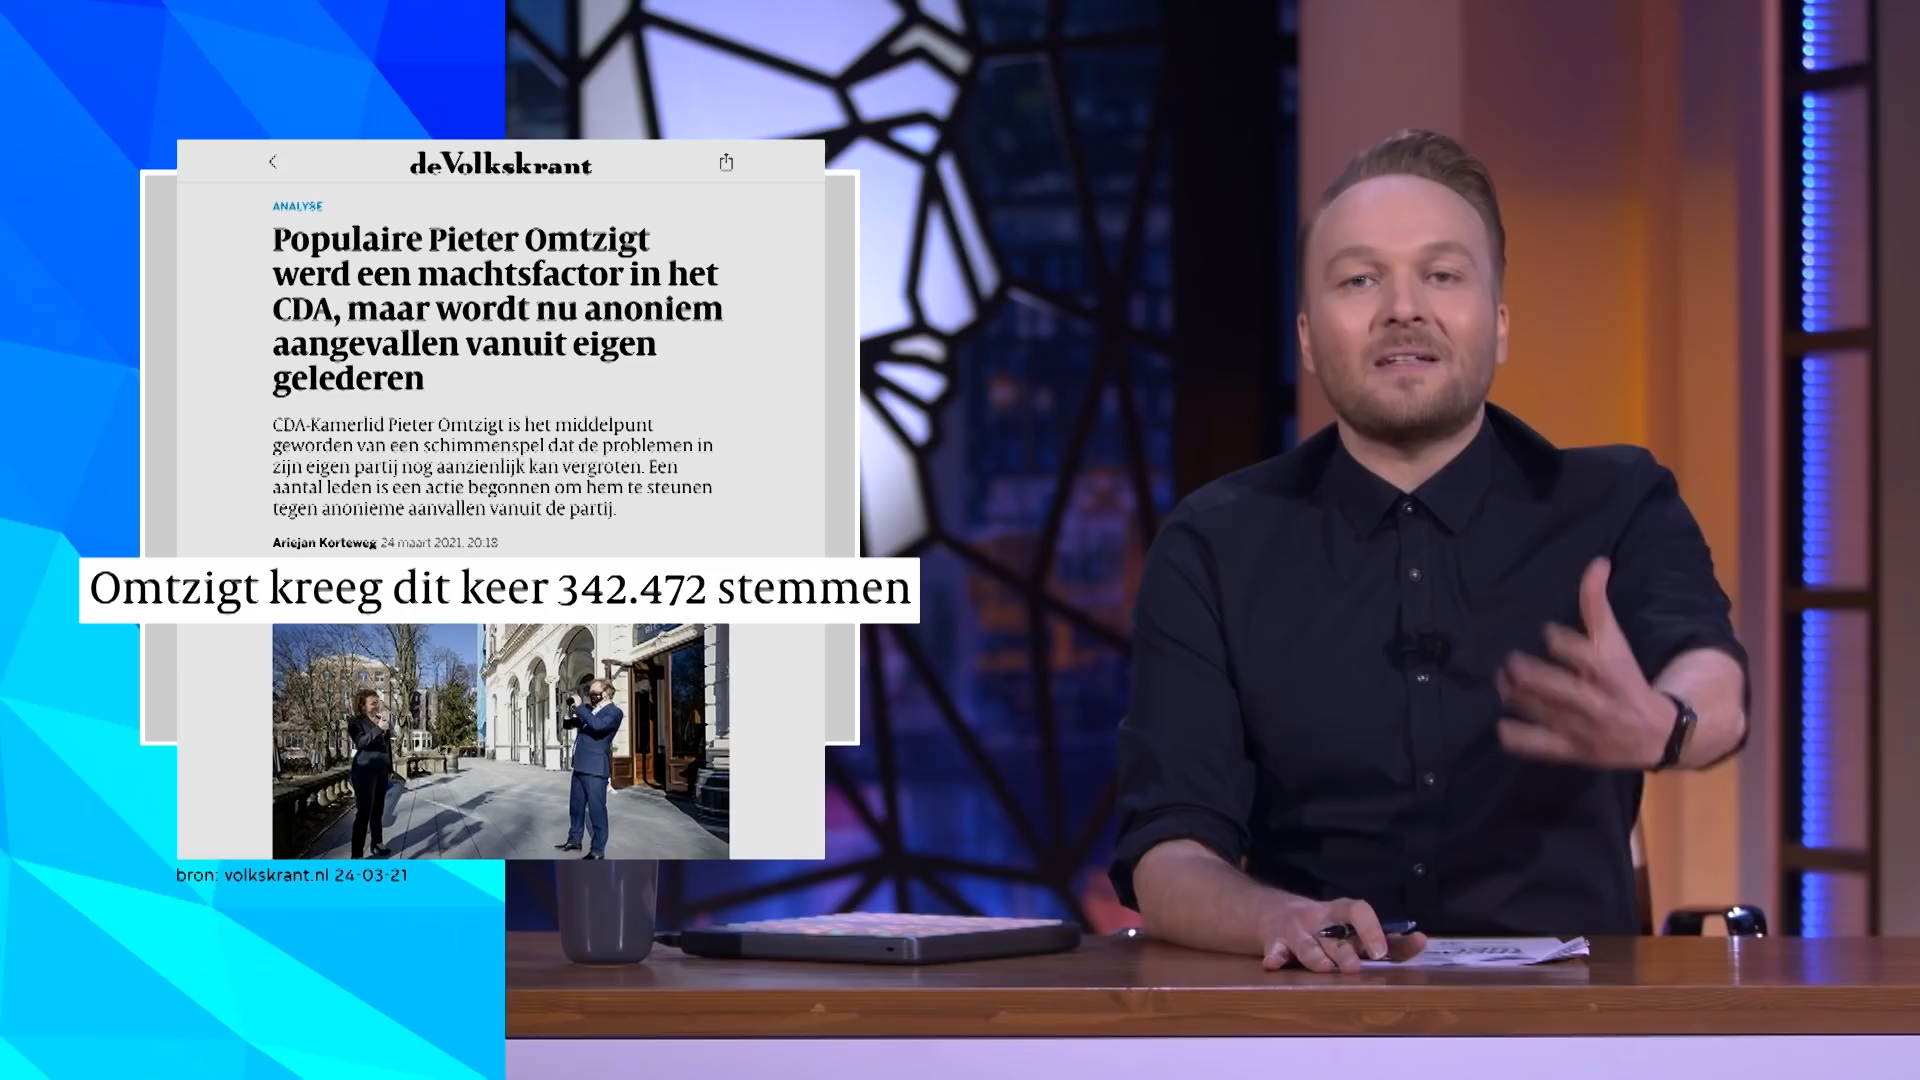 deVolkskrant
ANALYSE
Populaire Pieter Omtzigt
werd een machtsfactor in het
CDA, maar wordt nu anoniem
aangevallen vanuit eigen
gelederen
CDA-Kamerlid Pieter Omtzigt is het middelpunt
geworden van een schimmenspel dat de problemen in
zijn eigen partij nog aanzienlijk kan vergroten. Een
aantal leden is een actie begonnen om hem te steunen
tegen anonieme aanvallen vanuit de partij.
Ariejan Korteweg 24 maart 2021, 20:18
Omtzigt kreeg dit keer 342.472 stemmen
bron: volkskrant.nl 24-03-21